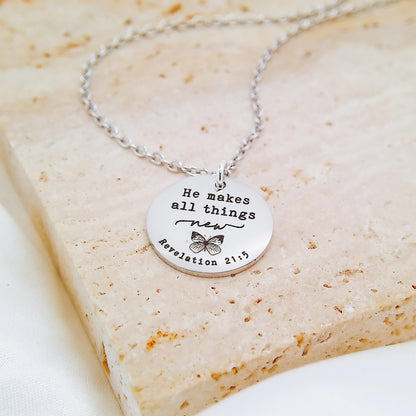 He makes
all things
new
Revelation 21:5